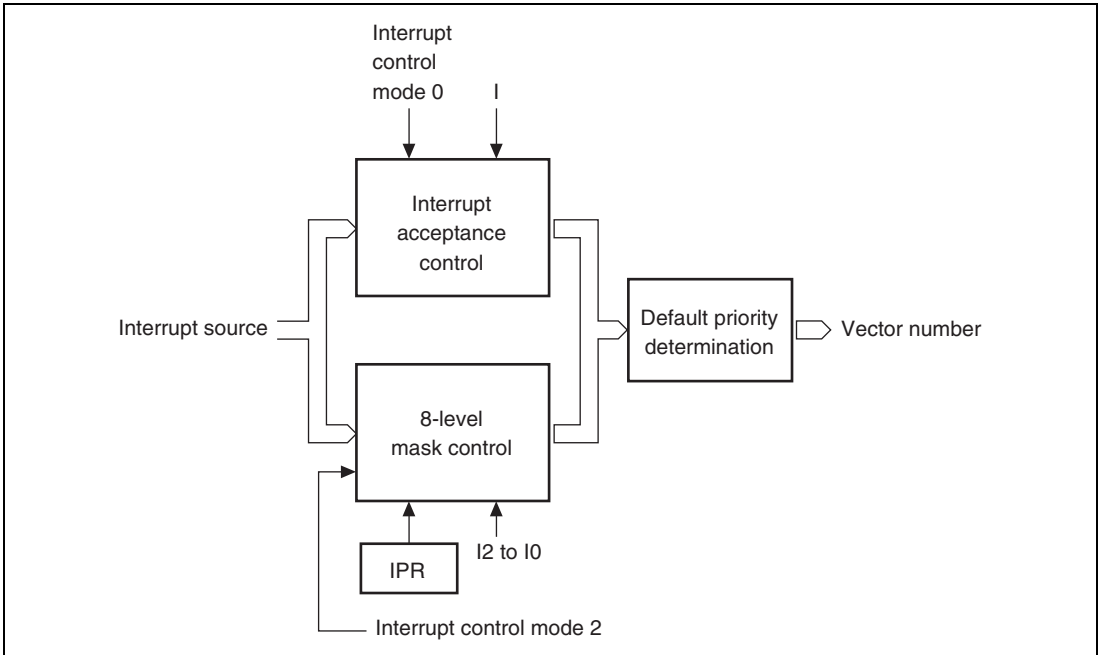 Interrupt
control
mode 0
I
Interrupt
acceptance
control
Interrupt source
Default priority
determination
Vector number
8-level
mask control
I2 to I0
IPR
Interrupt control mode 2